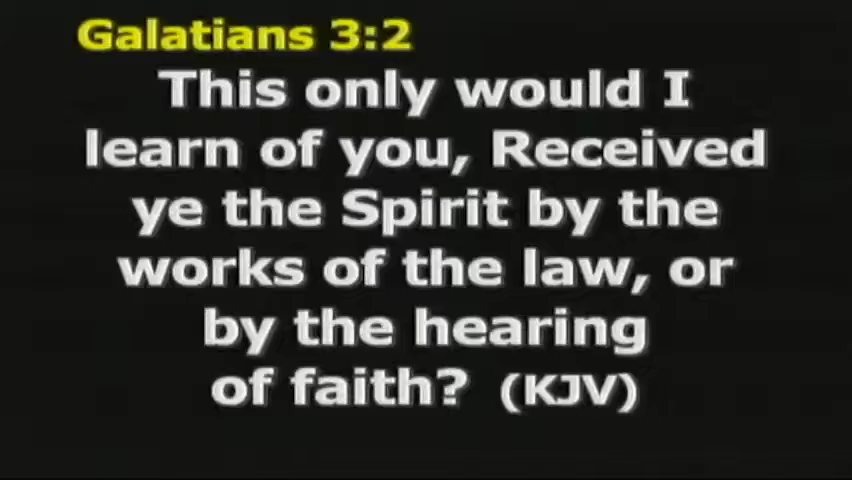 Galatians 3:2
This only would I
learn of you, Received
ye the Spirit by the
works of the law, or
by the hearing
of faith? (KJV)